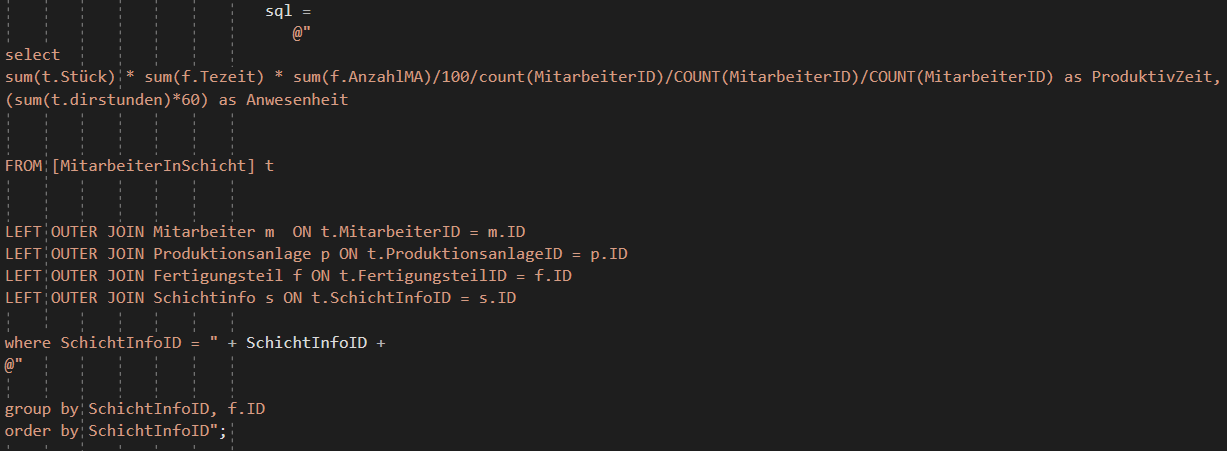 sql =
@"
select
sum(t.Stück) * sum(f.Tezeit) * sum(f.AnzahlMA)/100/count(MitarbeiterID)/COUNT(MitarbeiterID)/COUNT(MitarbeiterID) as ProduktivZeit,
(sum(t.dirstunden)*60) as Anwesenheit
FROM [MitarbeiterInSchicht] t
LEFT OUTER JOIN Mitarbeiter m  ON t.MitarbeiterID = m.ID
LEFT OUTER JOIN Produktionsanlage p ON t.ProduktionsanlageID = p.ID
LEFT OUTER JOIN Fertigungsteil f ON t.FertigungsteilID = f.ID
LEFT OUTER JOIN Schichtinfo s ON t.SchichtInfoID = s.ID
where SchichtInfoID = " + SchichtInfoID +
@"
group by SchichtInfoID, f.ID
order by SchichtInfoID";